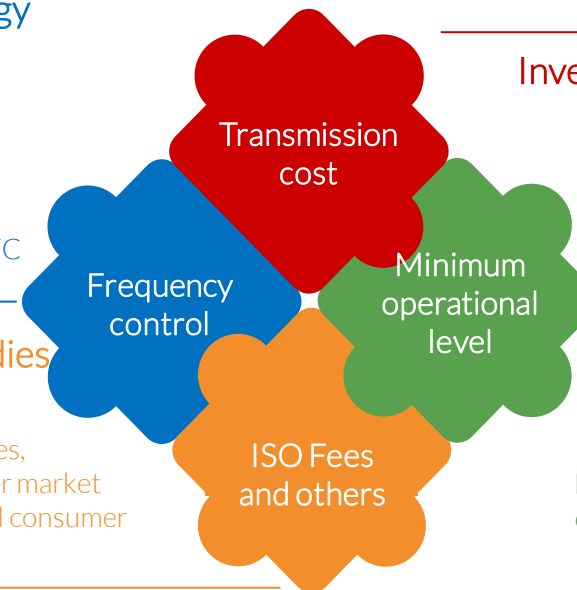 gy
Inve
Transmission
cost
C
Frequency
control
Minimum
operational
level
dies
es,
r market
l consumer
ISO Fees
and others